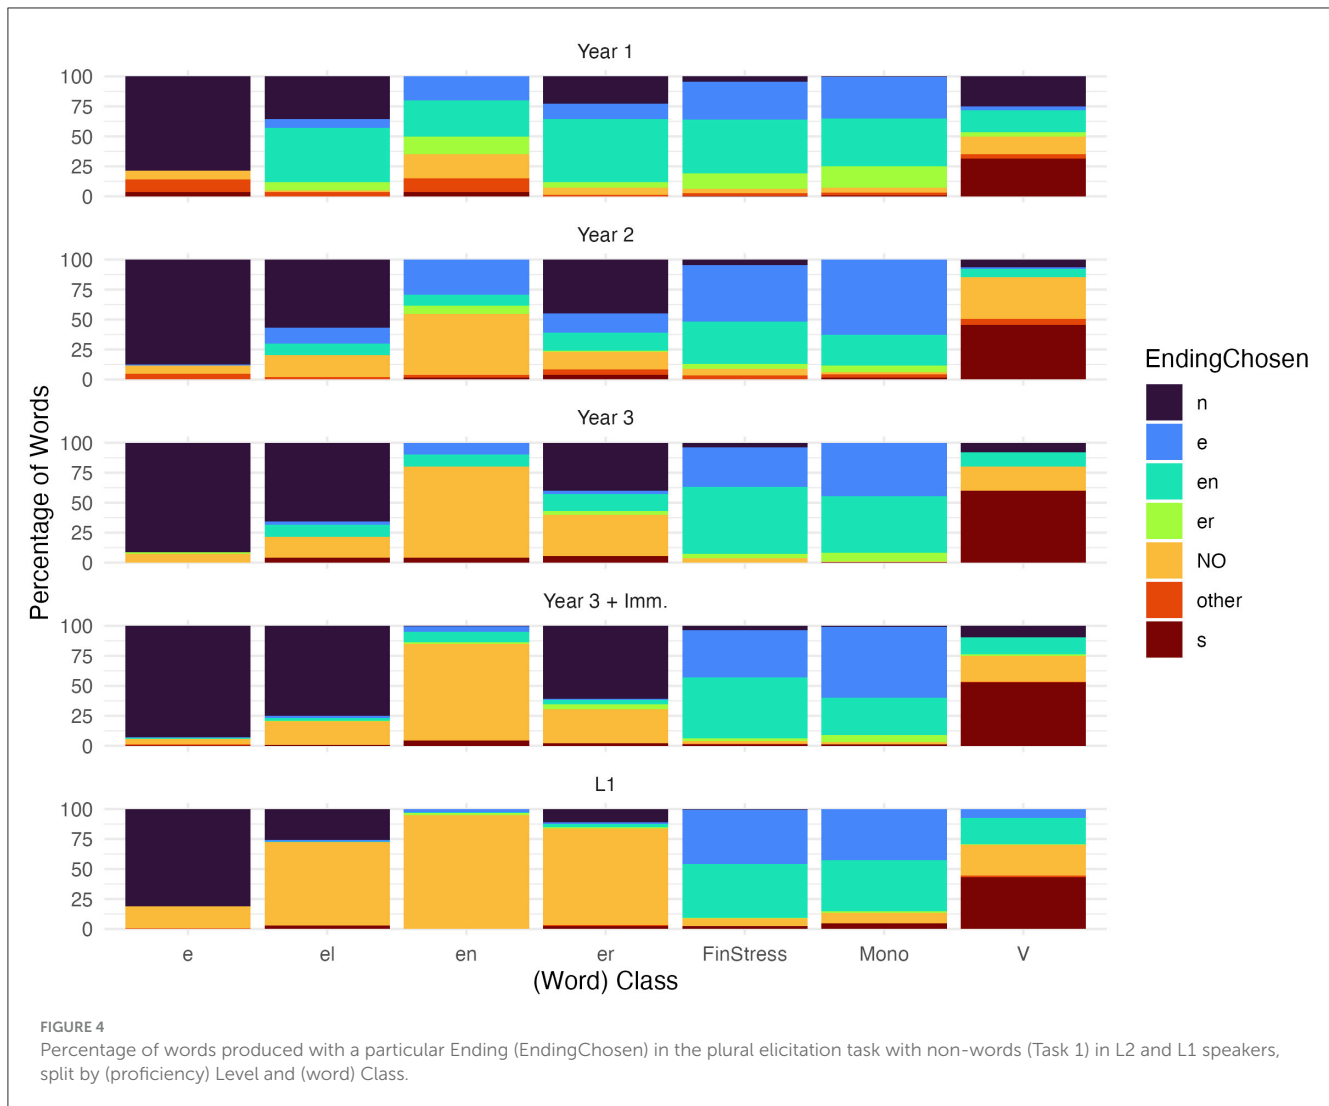 Year 1
100
75
50
25
0
Year 2
100
75
50
25
0
Year 3
100
75
50
25
0
Year 3 + Imm.
100
75
50
25
0
L1
100
75
50
25
0
Percentage of Words
e el en er FinStress Mono V
(Word) Class
EndingChosen
n
e
en
er
NO
other
s
FIGURE 4
Percentage of words produced with a particular Ending (EndingChosen) in the plural elicitation task with non-words (Task 1) in L2 and L1 speakers,
split by (proficiency) Level and (word) Class.